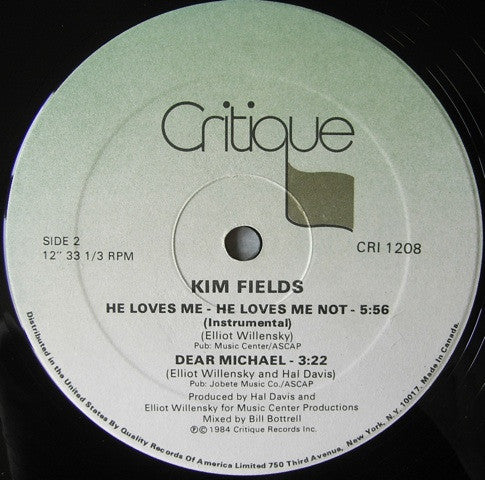 Critique
SIDE 2
12" 33 1/3 RPM
CRI 1208
KIM FIELDS
HE LOVES ME - HE LOVES ME NOT - 5:56
(Instrumental)
(Elliot Willensky)
Pub: Music Center/ASCAP
DEAR MICHAEL - 3:22
(Elliot Willensky and Hal Davis)
Pub: Jobete Music Co./ASCAP
Produced by Hal Davis and
Elliot Willensky for Music Center Productions
Mixed by Bill Bottrell
℗© 1984 Critique Records Inc.
Distributed in the United States By Quality Records Of America Limited 750 Third Avenue, New York, N.Y. 10017. Made in Canada.